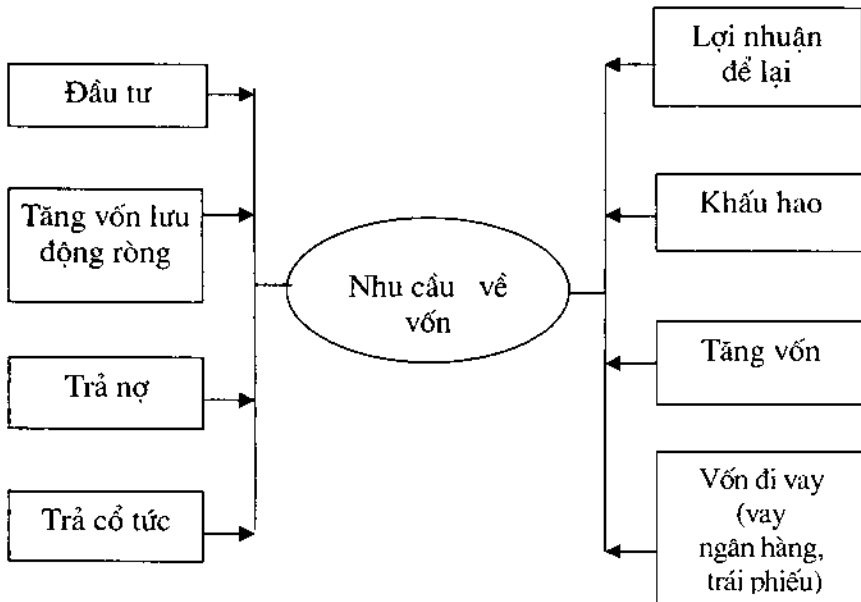 Đầu tư
Tăng vốn lưu
động ròng
Trả nợ
Trả cổ tức
Nhu cầu về
vốn
Lợi nhuận
để lại
Khấu hao
Tăng vốn
Vốn đi vay
(vay
ngân hàng,
trái phiếu)